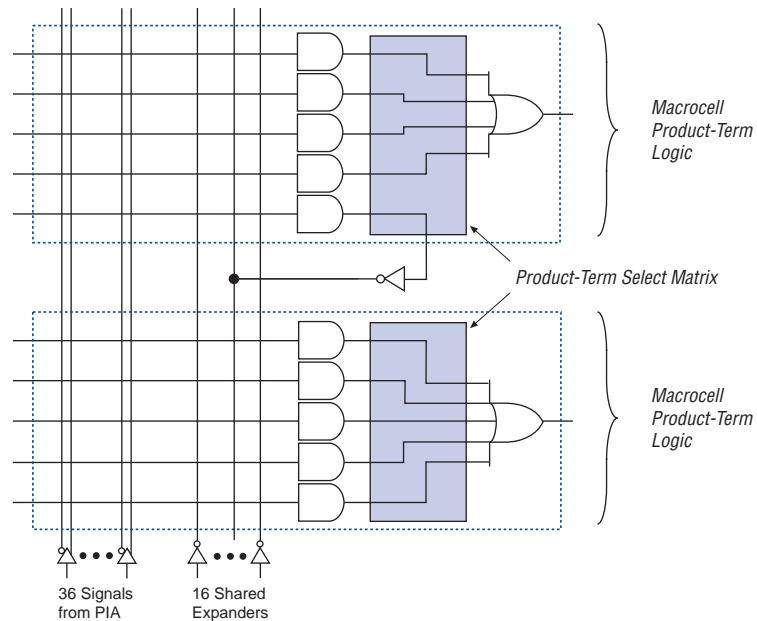 Macrocell
Product-Term
Logic
Product-Term Select Matrix
Macrocell
Product-Term
Logic
36 Signals
from PIA
16 Shared
Expanders